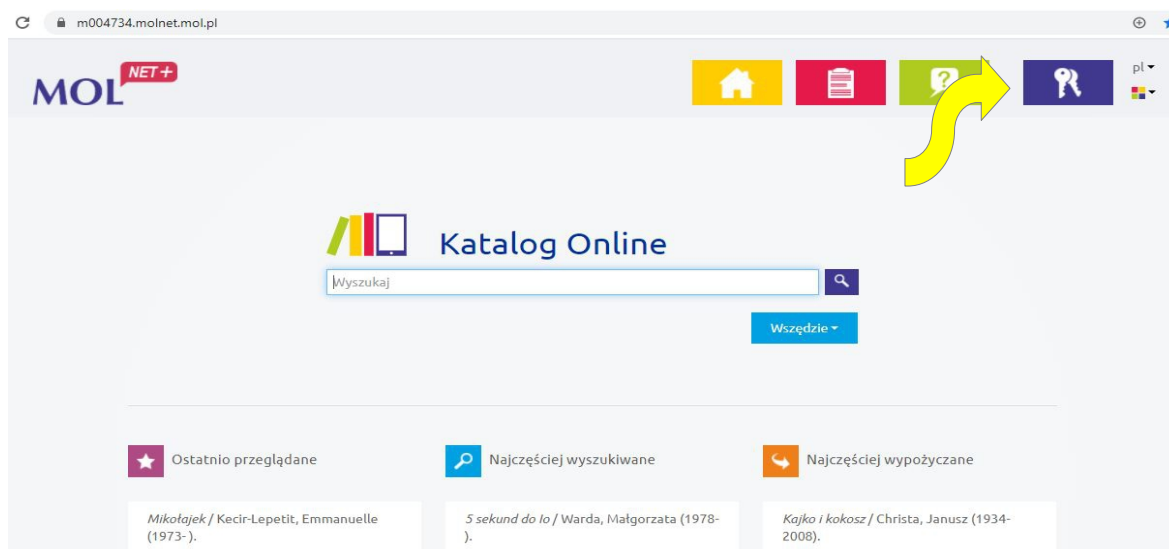 m004734.molnet.mol.pl
MOL NET+
?
pl
Katalog Online
Wyszukaj
Wszędzie
Ostatnio przeglądane
Najczęściej wyszukiwane
Najczęściej wypożyczane
Mikołajek / Kecir-Lepetit, Emmanuelle
(1973- ).
5 sekund do Io / Warda, Małgorzata (1978-
).
Kajko i kokosz / Christa, Janusz (1934-
2008).